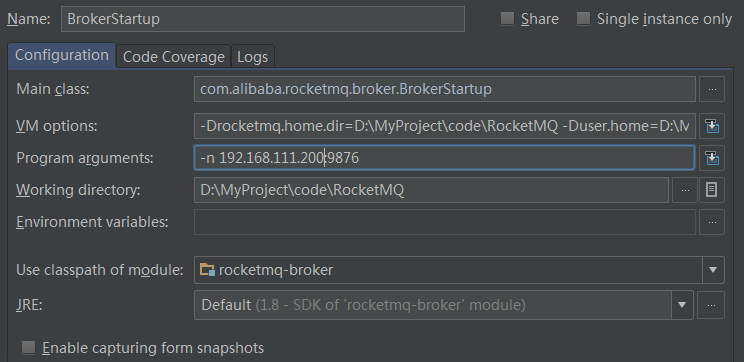 Name: BrokerStartup Share Single instance only
Configuration Code Coverage Logs
Main class: com.alibaba.rocketmq.broker.BrokerStartup ...
VM options: -Drocketmq.home.dir=D:\MyProject\code\RocketMQ -Duser.home=D:\M
Program arguments: -n 192.168.111.200:9876
Working directory: D:\MyProject\code\RocketMQ ...
Environment variables: ...
Use classpath of module: rocketmq-broker
JRE: Default (1.8 - SDK of 'rocketmq-broker' module) ...
Enable capturing form snapshots